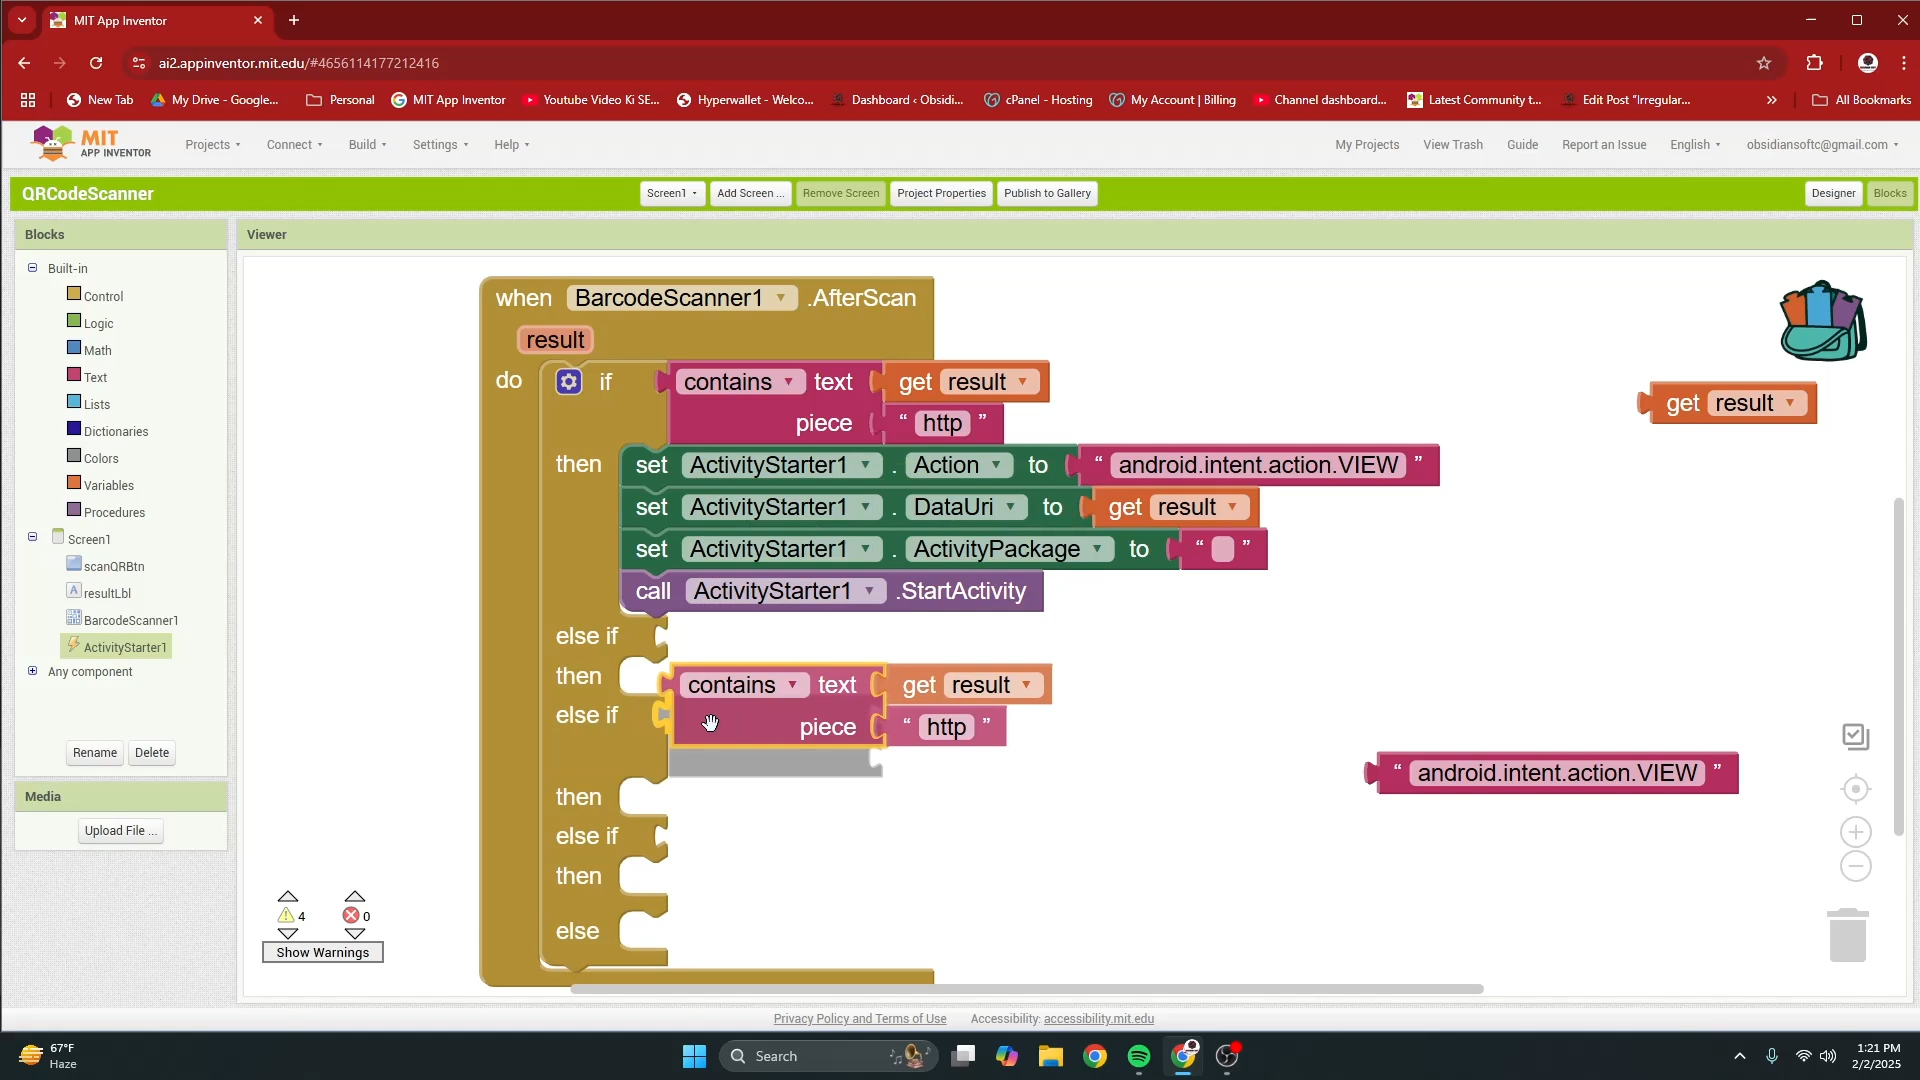 MIT App Inventor
ai2.appinventor.mit.edu/#4656114177212416
New Tab
My Drive - Google...
Personal
MIT App Inventor
Youtube Video Ki SE...
Hyperwallet - Welco...
Dashboard ‹ Obsidi...
cPanel - Hosting
My Account | Billing
Channel dashboard...
Latest Community t...
Edit Post "Irregular...
»
All Bookmarks
MIT
APP INVENTOR
Projects
Connect
Build
Settings
Help
My Projects
View Trash
Guide
Report an Issue
English
obsidiansoftc@gmail.com
QRCodeScanner
Screen1
Add Screen ...
Remove Screen
Project Properties
Publish to Gallery
Designer
Blocks
Blocks
Built-in
Control
Logic
Math
Text
Lists
Dictionaries
Colors
Variables
Procedures
Screen1
scanQRBtn
resultLbl
BarcodeScanner1
ActivityStarter1
Any component
Rename
Delete
Media
Upload File ...
Viewer
when BarcodeScanner1 .AfterScan
result
do if contains text get result
piece " http "
then set ActivityStarter1 . Action to " android.intent.action.VIEW "
set ActivityStarter1 . DataUri to get result
set ActivityStarter1 . ActivityPackage to " "
call ActivityStarter1 .StartActivity
else if
then
contains text get result
else if
piece " http "
then
else if
then
else
get result
" android.intent.action.VIEW "
4
0
Show Warnings
Privacy Policy and Terms of Use
Accessibility: accessibility.mit.edu
67°F
Haze
Search
1:21 PM
2/2/2025